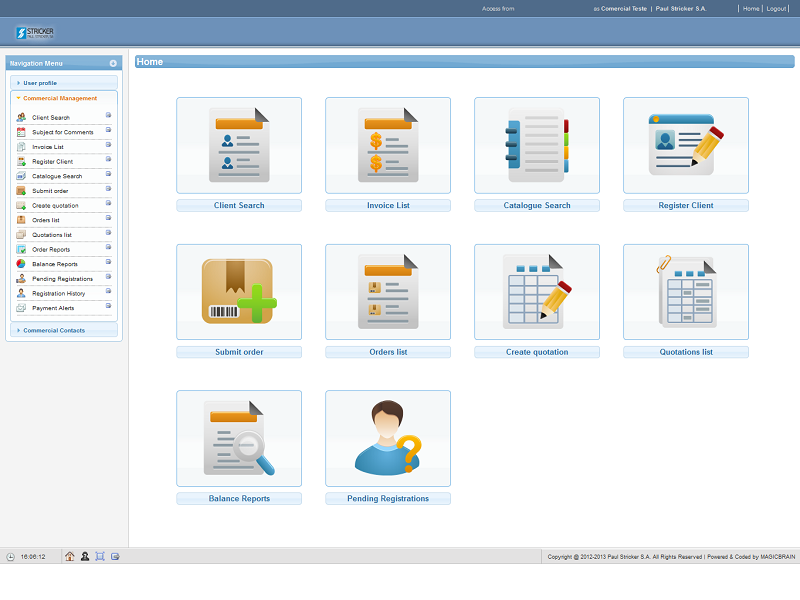 Access from
as Comercial Teste | Paul Stricker S.A.
Home
Logout
STRICKER
Navigation Menu
Home
User profile
Commercial Management
Client Search
Subject for Comments
Invoice List
Register Client
Catalogue Search
Submit order
Create quotation
Orders list
Quotations list
Order Reports
Balance Reports
Pending Registrations
Registration History
Payment Alerts
Commercial Contacts
Client Search
Invoice List
Catalogue Search
Register Client
Submit order
Orders list
Create quotation
Quotations list
Balance Reports
Pending Registrations
16:06:12
Copyright @ 2012-2013 Paul Stricker S.A. All Rights Reserved | Powered & Coded by MAGICBRAIN